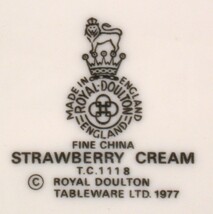 MADE IN ENGLAND
ROYAL·DOULTON
ENGLAND
FINE CHINA
STRAWBERRY CREAM
T.C.1118
© ROYAL DOULTON
TABLEWARE LTD. 1977